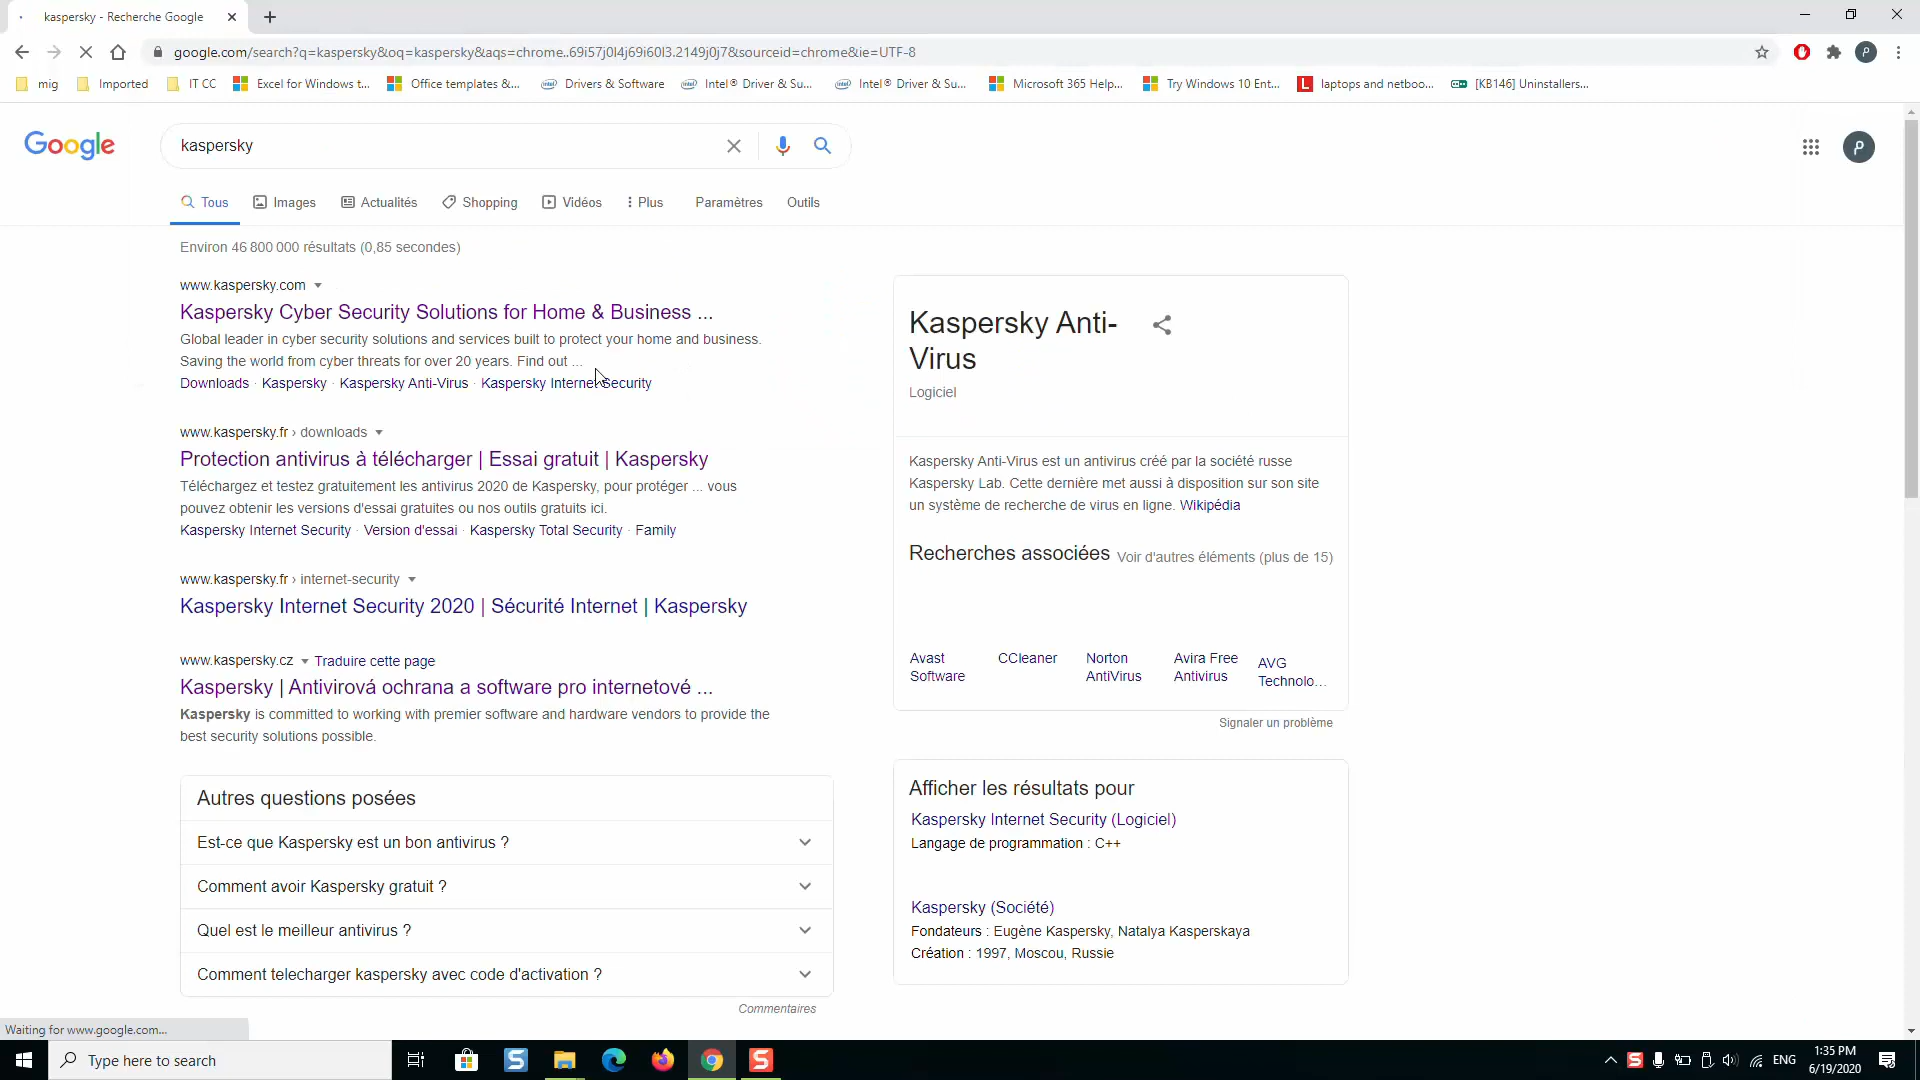 kaspersky - Recherche Google
google.com/search?q=kaspersky&oq=kaspersky&aqs=chrome..69i57j0l4j69i60l3.2149j0j7&sourceid=chrome&ie=UTF-8
P
mig
Imported
IT CC
Excel for Windows t...
Office templates &...
Drivers & Software
Intel® Driver & Su...
Intel® Driver & Su...
Microsoft 365 Help...
Try Windows 10 Ent...
L
laptops and netboo...
[KB146] Uninstallers...
Google
kaspersky
Tous
Images
Actualités
Shopping
Vidéos
Plus
Paramètres
Outils
Environ 46 800 000 résultats (0,85 secondes)
www.kaspersky.com
Kaspersky Cyber Security Solutions for Home & Business ...
Global leader in cyber security solutions and services built to protect your home and business.
Saving the world from cyber threats for over 20 years. Find out ...
Downloads · Kaspersky · Kaspersky Anti-Virus · Kaspersky Internet Security
www.kaspersky.fr › downloads
Protection antivirus à télécharger | Essai gratuit | Kaspersky
Téléchargez et testez gratuitement les antivirus 2020 de Kaspersky, pour protéger ... vous
pouvez obtenir les versions d'essai gratuites ou nos outils gratuits ici.
Kaspersky Internet Security · Version d'essai · Kaspersky Total Security · Family
www.kaspersky.fr › internet-security
Kaspersky Internet Security 2020 | Sécurité Internet | Kaspersky
www.kaspersky.cz Traduire cette page
Kaspersky | Antivirová ochrana a software pro internetové ...
Kaspersky is committed to working with premier software and hardware vendors to provide the
best security solutions possible.
Autres questions posées
Est-ce que Kaspersky est un bon antivirus ?
Comment avoir Kaspersky gratuit ?
Quel est le meilleur antivirus ?
Comment telecharger kaspersky avec code d'activation ?
Commentaires
Kaspersky Anti-
Virus
Logiciel
Kaspersky Anti-Virus est un antivirus créé par la société russe
Kaspersky Lab. Cette dernière met aussi à disposition sur son site
un système de recherche de virus en ligne. Wikipédia
Recherches associées
Voir d'autres éléments (plus de 15)
Avast
Software
CCleaner
Norton
AntiVirus
Avira Free
Antivirus
AVG
Technolo...
Signaler un problème
Afficher les résultats pour
Kaspersky Internet Security (Logiciel)
Langage de programmation : C++
Kaspersky (Société)
Fondateurs : Eugène Kaspersky, Natalya Kasperskaya
Création : 1997, Moscou, Russie
Waiting for www.google.com...
Type here to search
ENG
1:35 PM
6/19/2020